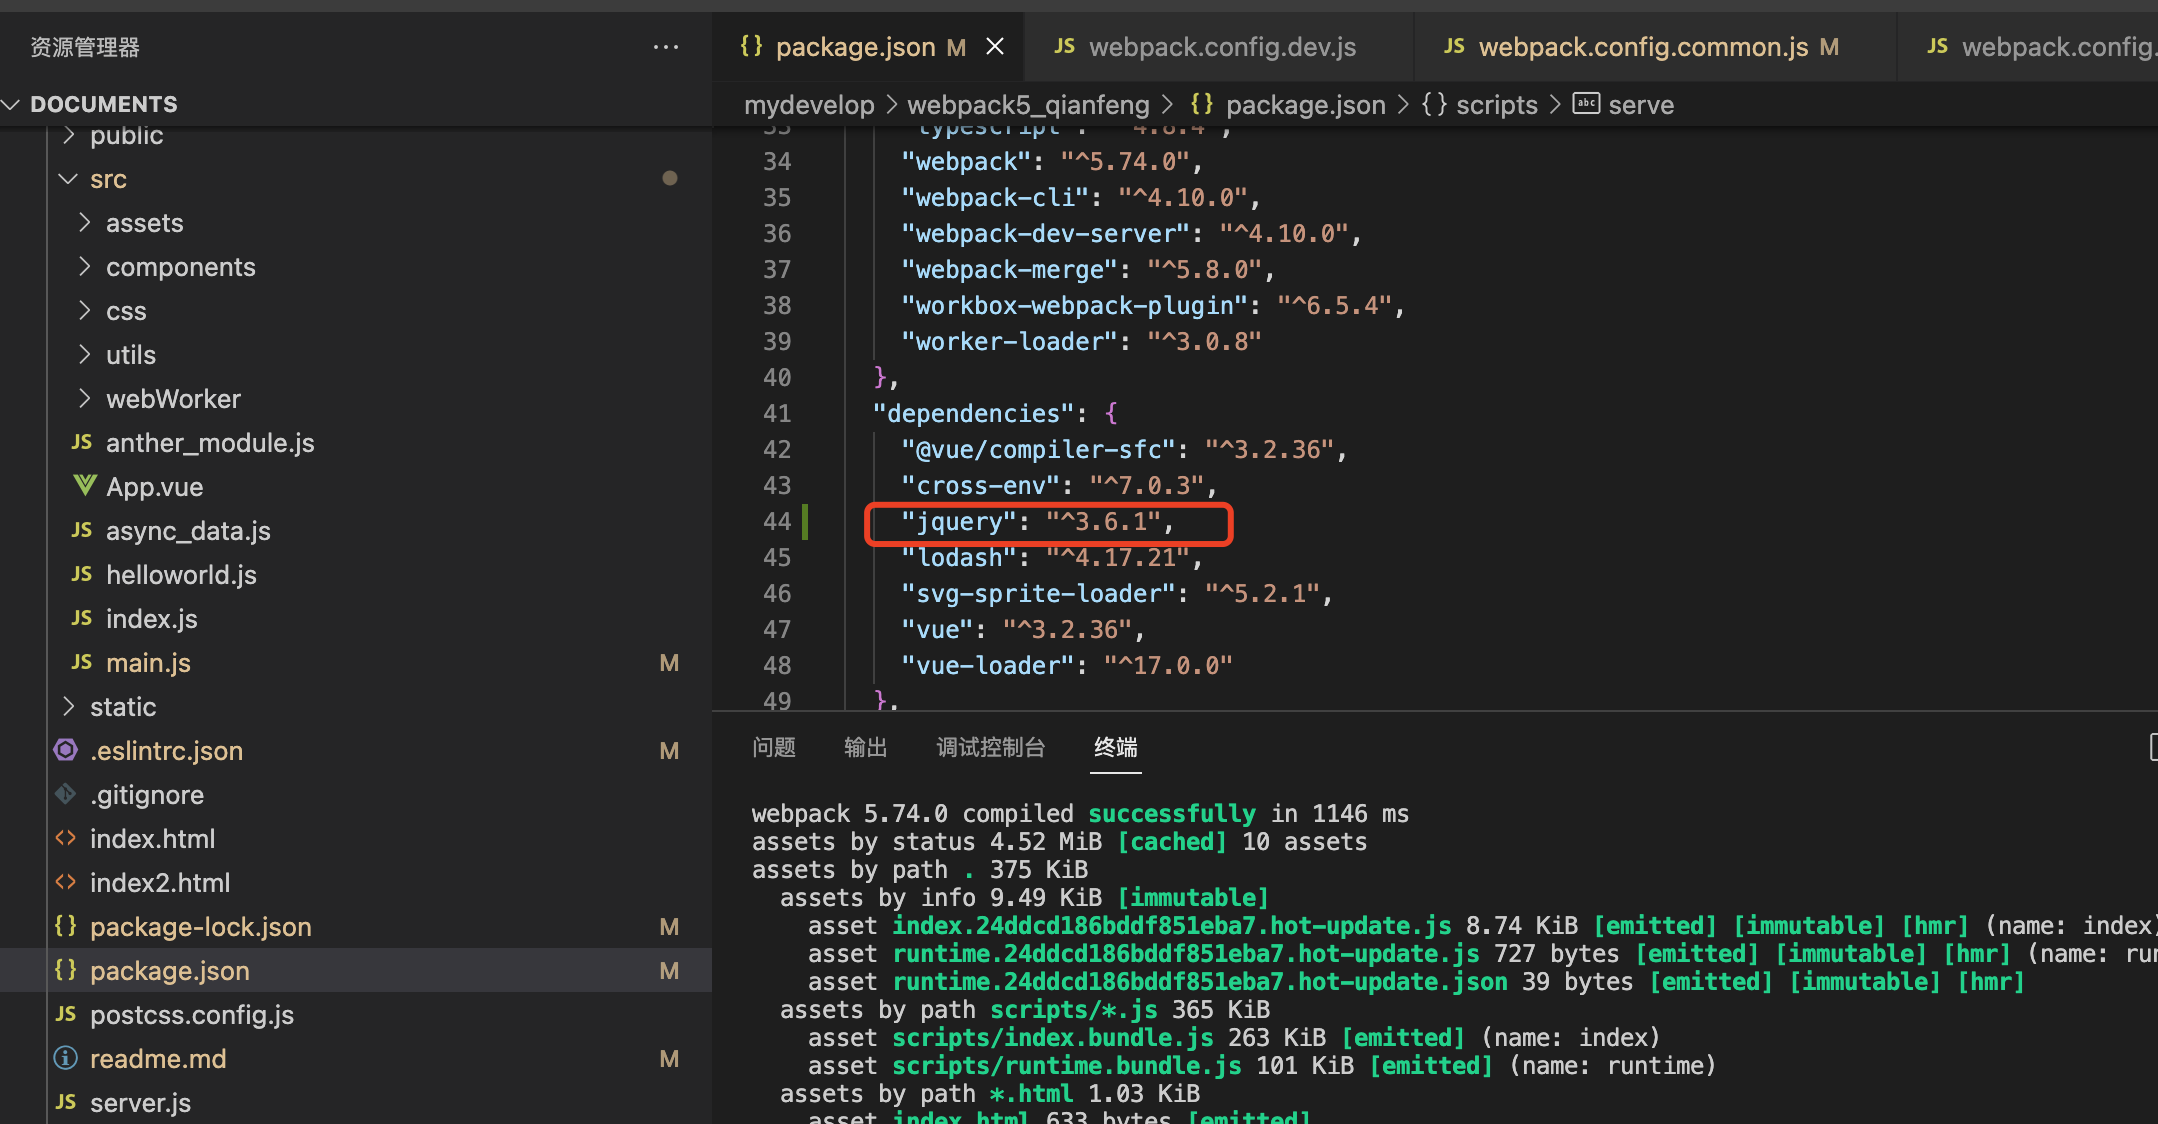 资源管理器 ···
DOCUMENTS
public
src
assets
components
css
utils
webWorker
JS anther_module.js
App.vue
JS async_data.js
JS helloworld.js
JS index.js
JS main.js M
static
.eslintrc.json M
.gitignore
<> index.html
<> index2.html
{} package-lock.json M
{} package.json M
JS postcss.config.js
readme.md M
JS server.js
{} package.json M × JS webpack.config.dev.js JS webpack.config.common.js M JS webpack.config.
mydevelop > webpack5_qianfeng > {} package.json > {} scripts > abc serve
33 "typescript": "^4.8.4",
34 "webpack": "^5.74.0",
35 "webpack-cli": "^4.10.0",
36 "webpack-dev-server": "^4.10.0",
37 "webpack-merge": "^5.8.0",
38 "workbox-webpack-plugin": "^6.5.4",
39 "worker-loader": "^3.0.8"
40 },
41 "dependencies": {
42 "@vue/compiler-sfc": "^3.2.36",
43 "cross-env": "^7.0.3",
44 "jquery": "^3.6.1",
45 "lodash": "^4.17.21",
46 "svg-sprite-loader": "^5.2.1",
47 "vue": "^3.2.36",
48 "vue-loader": "^17.0.0"
49 },
问题 输出 调试控制台 终端
webpack 5.74.0 compiled successfully in 1146 ms
assets by status 4.52 MiB [cached] 10 assets
assets by path . 375 KiB
assets by info 9.49 KiB [immutable]
asset index.24ddcd186bddf851eba7.hot-update.js 8.74 KiB [emitted] [immutable] [hmr] (name: index)
asset runtime.24ddcd186bddf851eba7.hot-update.js 727 bytes [emitted] [immutable] [hmr] (name: run
asset runtime.24ddcd186bddf851eba7.hot-update.json 39 bytes [emitted] [immutable] [hmr]
assets by path scripts/*.js 365 KiB
asset scripts/index.bundle.js 263 KiB [emitted] (name: index)
asset scripts/runtime.bundle.js 101 KiB [emitted] (name: runtime)
assets by path *.html 1.03 KiB
asset index.html 633 bytes [emitted]